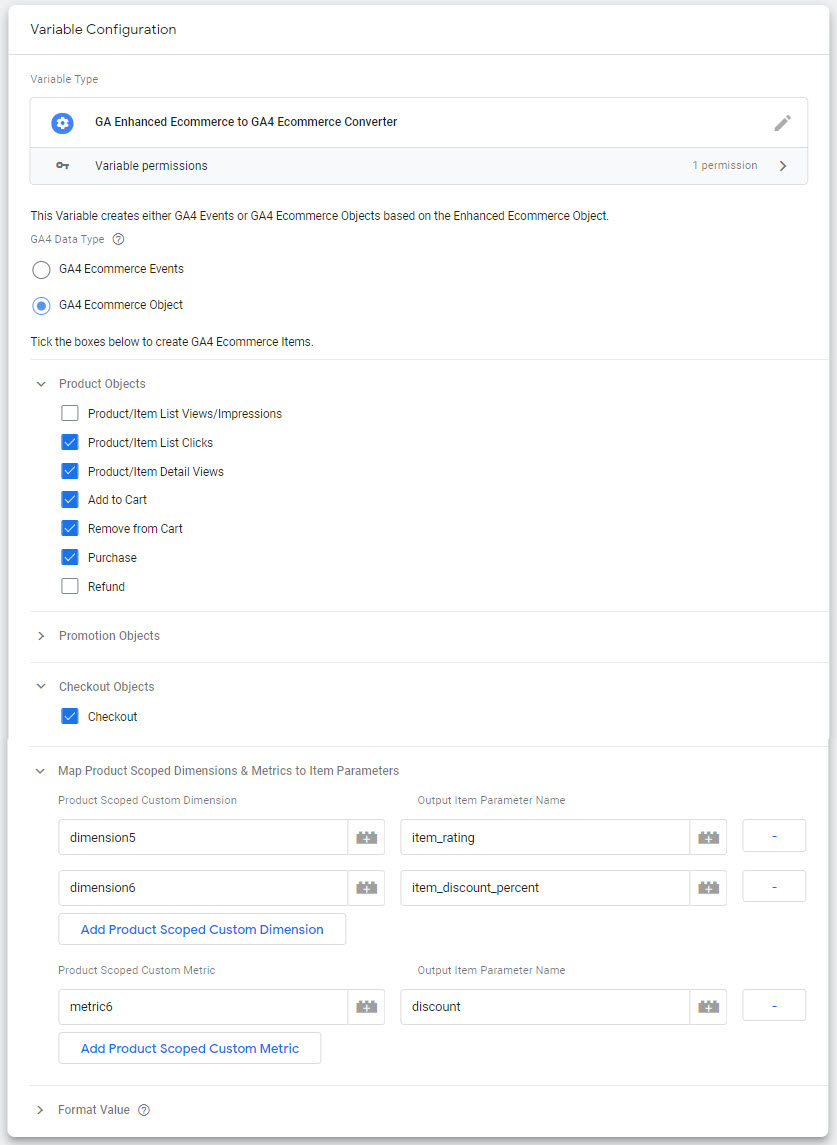 Variable Configuration
Variable Type
GA Enhanced Ecommerce to GA4 Ecommerce Converter
Variable permissions 1 permission
This Variable creates either GA4 Events or GA4 Ecommerce Objects based on the Enhanced Ecommerce Object.
GA4 Data Type
GA4 Ecommerce Events
GA4 Ecommerce Object
Tick the boxes below to create GA4 Ecommerce Items.
Product Objects
Product/Item List Views/Impressions
Product/Item List Clicks
Product/Item Detail Views
Add to Cart
Remove from Cart
Purchase
Refund
Promotion Objects
Checkout Objects
Checkout
Map Product Scoped Dimensions & Metrics to Item Parameters
Product Scoped Custom Dimension Output Item Parameter Name
dimension5 item_rating -
dimension6 item_discount_percent -
Add Product Scoped Custom Dimension
Product Scoped Custom Metric Output Item Parameter Name
metric6 discount -
Add Product Scoped Custom Metric
Format Value